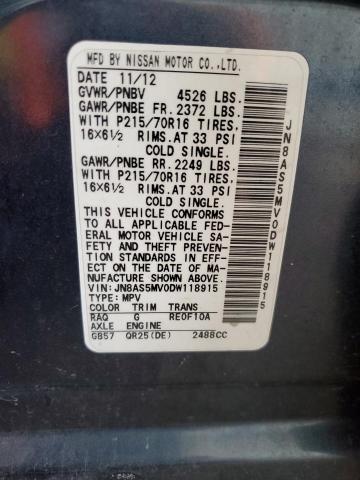 MFD BY NISSAN MOTOR CO.,LTD.
DATE 11/12
GVWR/PNBV 4526 LBS.
GAWR/PNBE FR. 2372 LBS.
WITH P215/70R16 TIRES,
16X6½ RIMS.AT 33 PSI
COLD SINGLE.
GAWR/PNBE RR. 2249 LBS.
WITH P215/70R16 TIRES,
16X6½ RIMS.AT 33 PSI
COLD SINGLE.
THIS VEHICLE CONFORMS
TO ALL APPLICABLE FED-
ERAL MOTOR VEHICLE
SAFETY AND THEFT PREVEN-
TION STANDARDS IN EFFECT
ON THE DATE OF MA-
NUFACTURE SHOWN ABOVE.
VIN: JN8AS5MV0DW118915
TYPE: MPV
COLOR TRIM TRANS
RAQ G RE0F10A
AXLE ENGINE
GB57 QR25(DE) 2488CC
JN8AS5MV0DW118915